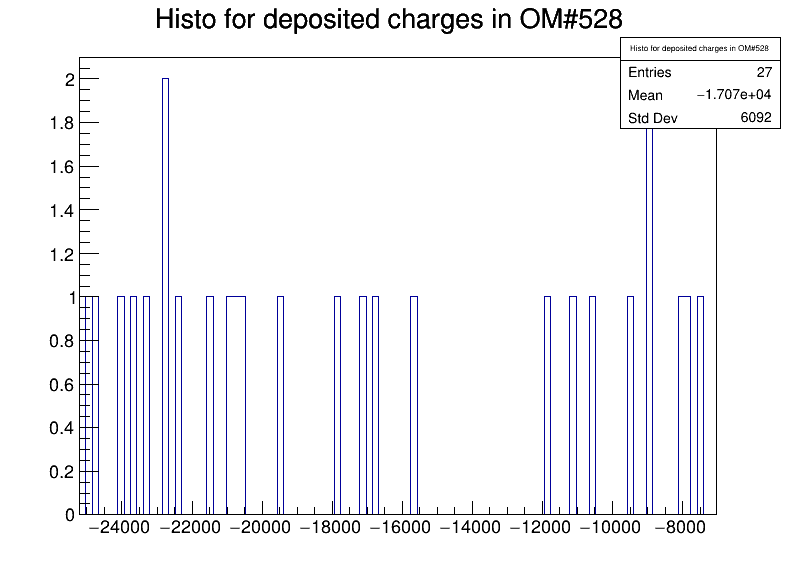 Histo for deposited charges in OM#528
Histo for deposited charges in OM#528
Entries 27
Mean −1.707e+04
Std Dev 6092
2
1.8
1.6
1.4
1.2
1
0.8
0.6
0.4
0.2
0
−24000 −22000 −20000 −18000 −16000 −14000 −12000 −10000 −8000